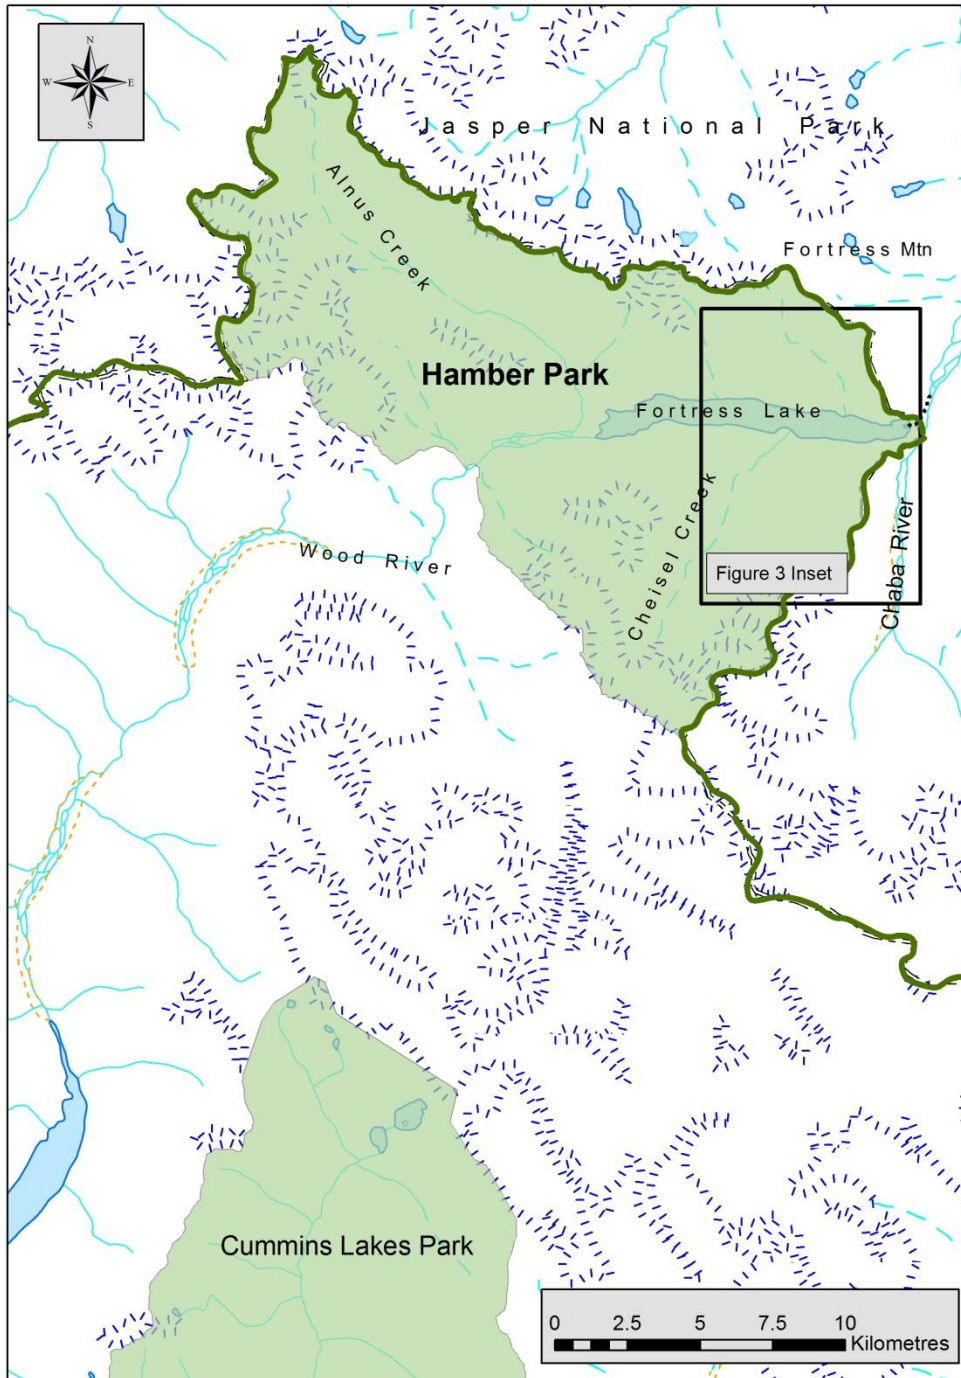 N
W E
S
Jasper National Park
Alnus Creek
Fortress Mtn
Hamber Park
Fortress Lake
Cheisel Creek
Chaba River
Wood River
Figure 3 Inset
Cummins Lakes Park
0 2.5 5 7.5 10
Kilometres